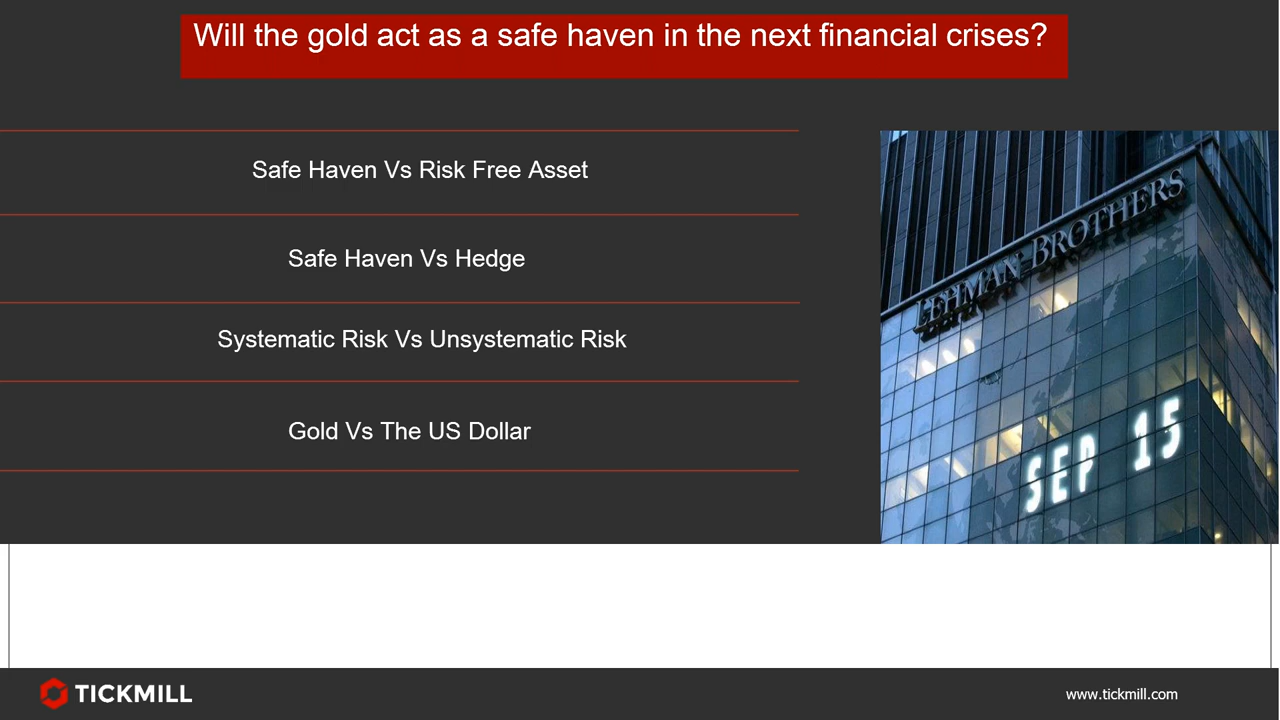 Will the gold act as a safe haven in the next financial crises?
Safe Haven Vs Risk Free Asset
Safe Haven Vs Hedge
Systematic Risk Vs Unsystematic Risk
Gold Vs The US Dollar
LEHMAN BROTHERS
SEP 15
TICKMILL
www.tickmill.com